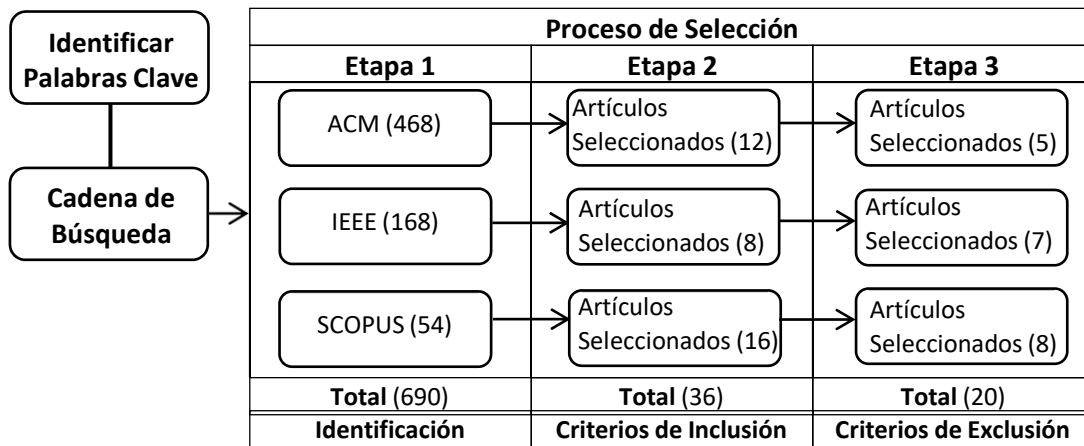 Identificar
Palabras Clave
Cadena de
Búsqueda
Proceso de Selección
Etapa 1
Etapa 2
Etapa 3
ACM (468)
Artículos
Seleccionados (12)
Artículos
Seleccionados (5)
IEEE (168)
Artículos
Seleccionados (8)
Artículos
Seleccionados (7)
SCOPUS (54)
Artículos
Seleccionados (16)
Artículos
Seleccionados (8)
Total (690)
Total (36)
Total (20)
Identificación
Criterios de Inclusión
Criterios de Exclusión